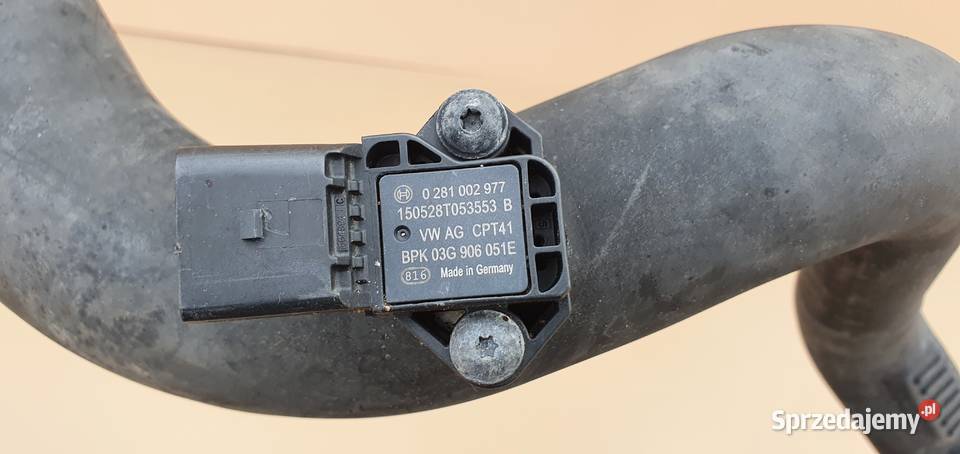 0 281 002 977
150528T053553 B
VW AG CPT41
BPK 03G 906 051E
816 Made in Germany
Sprzedajemy.pl